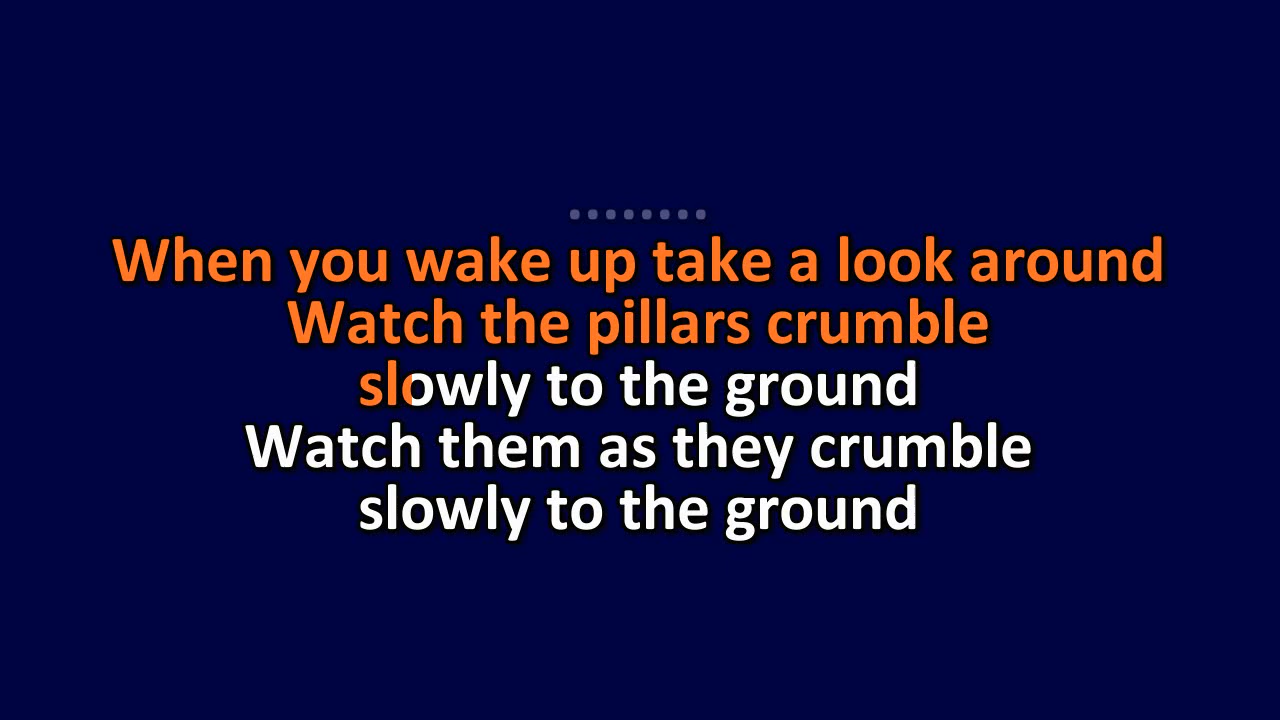 When you wake up take a look around
Watch the pillars crumble
slowly to the ground
Watch them as they crumble
slowly to the ground